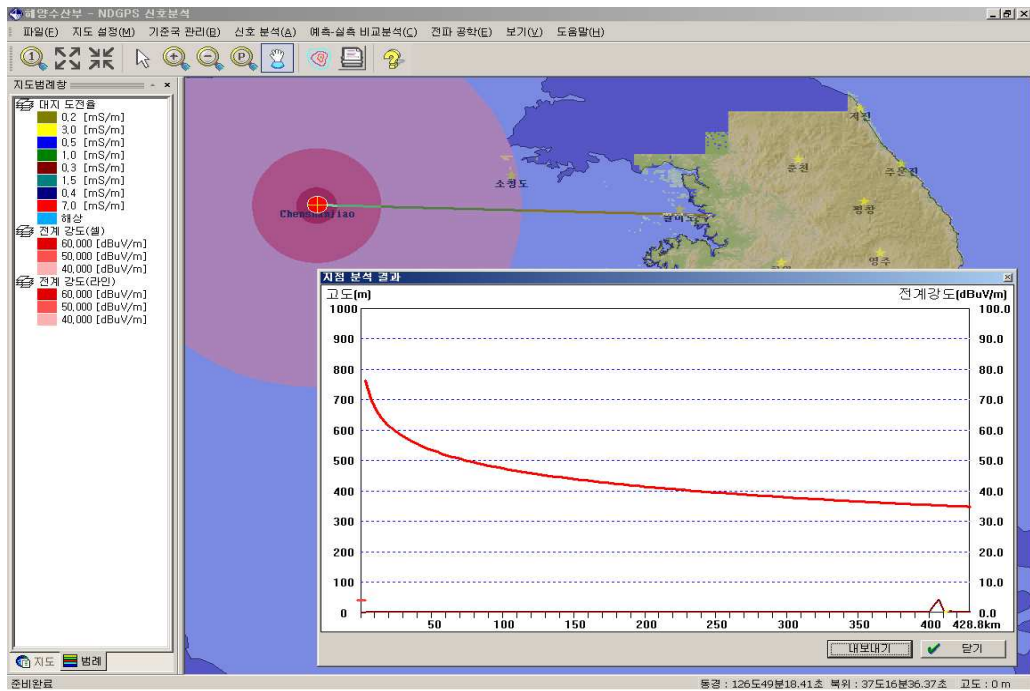 해양수산부 - NDGPS 신호분석
파일(F) 지도 설정(M) 기준국 관리(B) 신호 분석(A) 예측-실측 비교분석(C) 전파 공학(E) 보기(V) 도움말(H)
지도범례창
대지 도전율
0,2 [mS/m]
3,0 [mS/m]
0,5 [mS/m]
1,0 [mS/m]
0,3 [mS/m]
1,5 [mS/m]
0,4 [mS/m]
7,0 [mS/m]
해상
전계 강도(셀)
60,000 [dBuV/m]
50,000 [dBuV/m]
40,000 [dBuV/m]
전계 강도(라인)
60,000 [dBuV/m]
50,000 [dBuV/m]
40,000 [dBuV/m]
지도 범례
저진
춘천
주문진
소청도
Chenshanjiao
팔미도
평창
영주
지점 분석 결과
고도(m) 전계강도(dBuV/m)
1000 100.0
900 90.0
800 80.0
700 70.0
600 60.0
500 50.0
400 40.0
300 30.0
200 20.0
100 10.0
0 0.0
50 100 150 200 250 300 350 400 428.8km
내보내기 닫기
준비완료
동경 : 126도49분18.41초 북위 : 37도16분36.37초 고도 : 0 m